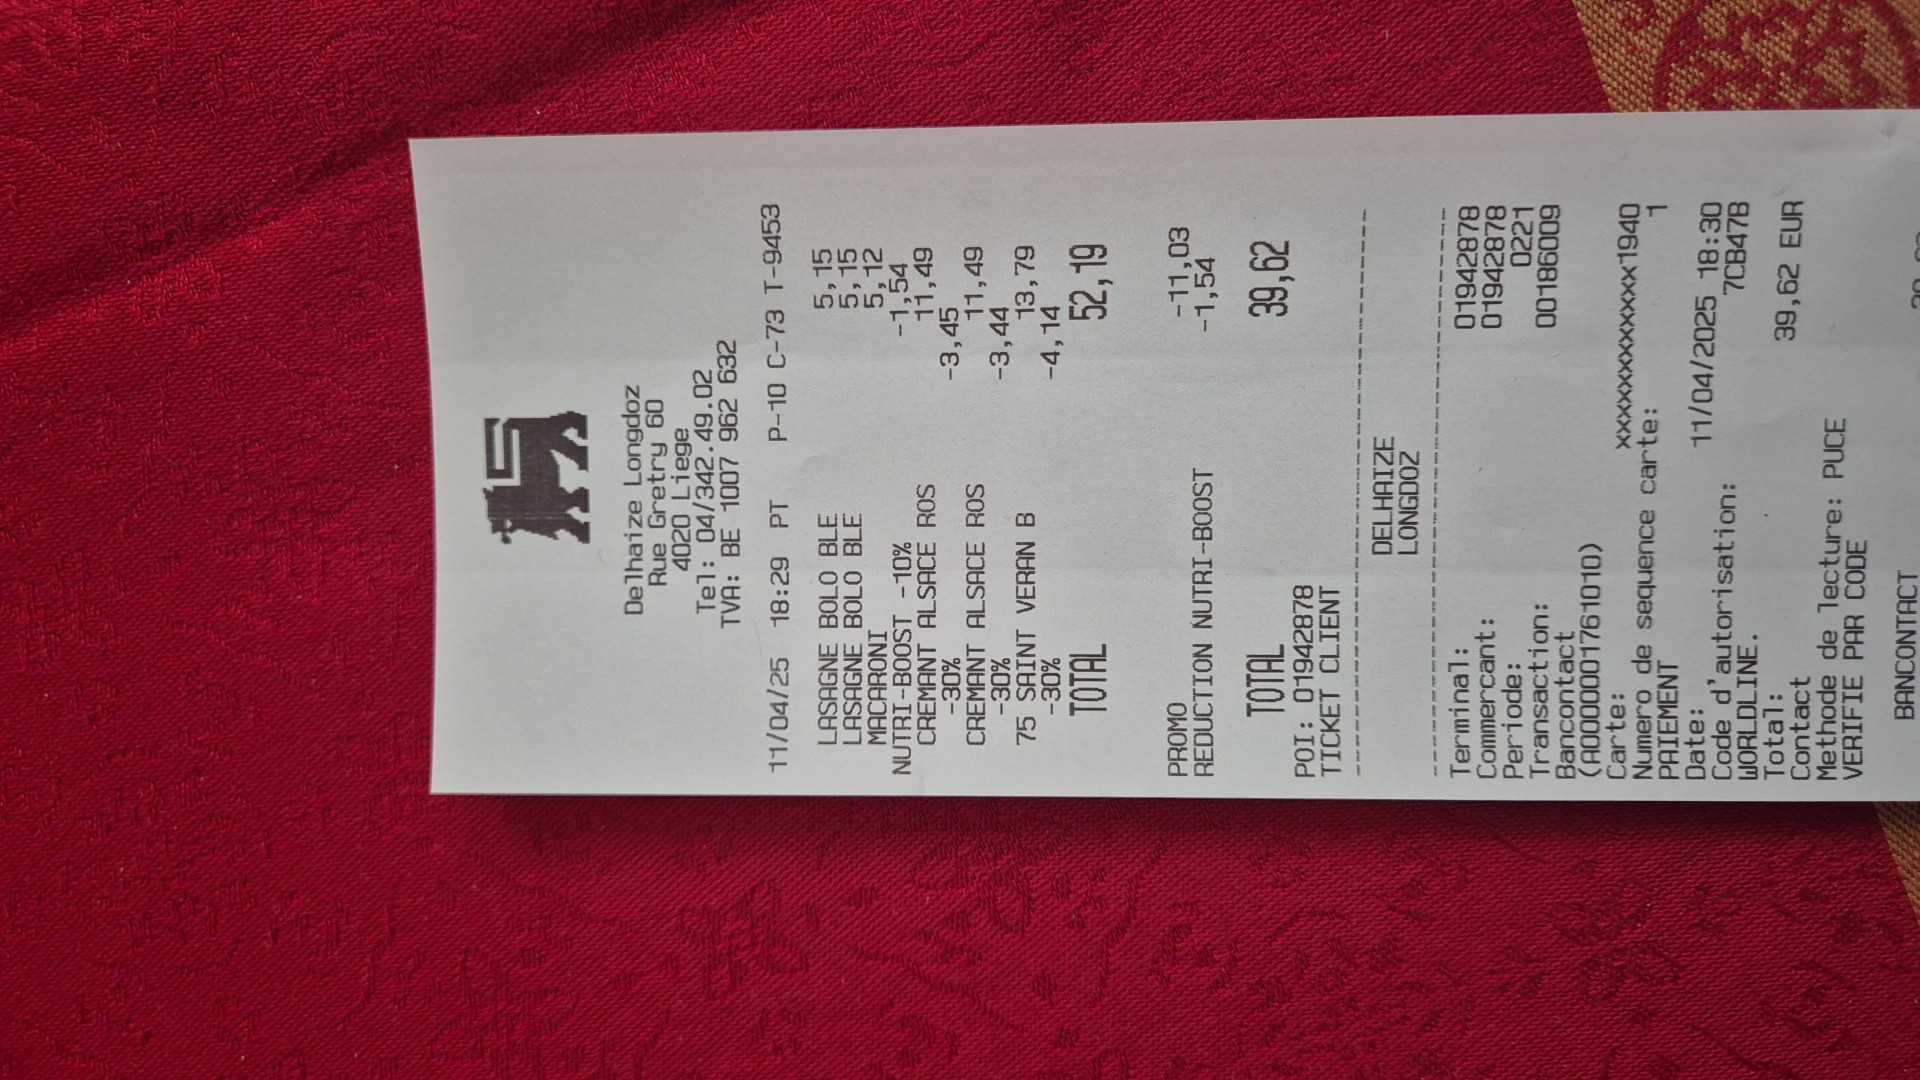 Delhaize Longdoz
Rue Gretry 60
4020 Liege
Tel: 04/342.49.02
TVA: BE 1007 962 632
11/04/25 18:29 PT P-10 C-73 T-9453
LASAGNE BOLO BLE 5,15
LASAGNE BOLO BLE 5,15
MACARONI 5,12
NUTRI-BOOST -10% -1,54
CREMANT ALSACE ROS 11,49
-30% -3,45
CREMANT ALSACE ROS 11,49
-30% -3,44
75 SAINT VERAN B 13,79
-30% -4,14
TOTAL 52,19
PROMO -11,03
REDUCTION NUTRI-BOOST -1,54
TOTAL 39,62
POI: 01942878
TICKET CLIENT
DELHAIZE
LONGDOZ
Terminal: 01942878
Commercant: 01942878
Periode: 0221
Transaction: 00186009
Bancontact
(A0000001761010)
Carte: xxxxxxxxxxxxx1940
Numero de sequence carte: 1
PAIEMENT
Date: 11/04/2025 18:30
Code d'autorisation: 7CB47B
WORLDLINE.
Total: 39,62 EUR
Contact
Methode de lecture: PUCE
VERIFIE PAR CODE
BANCONTACT